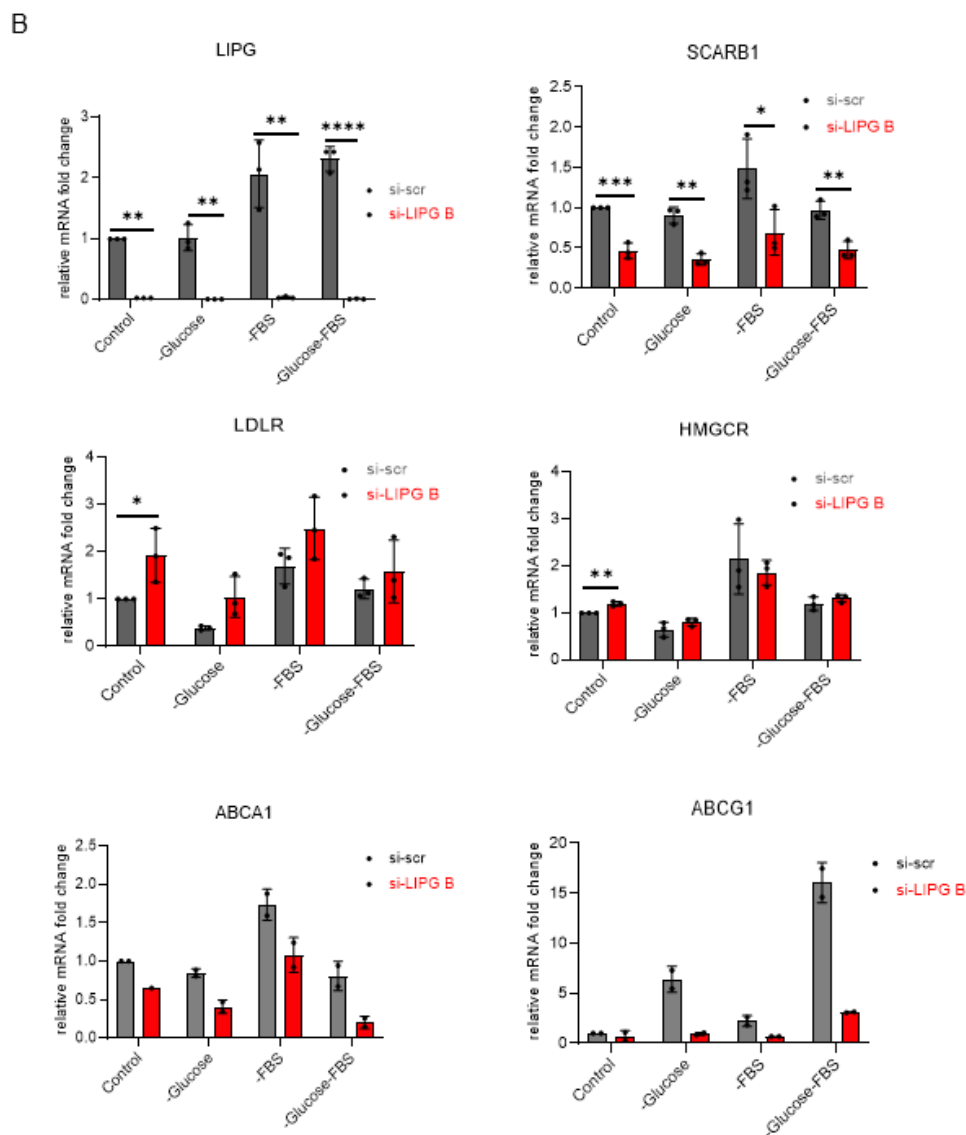 B
LIPG
relative mRNA fold change
3
2
1
0
** ** ** ****
si-scr
si-LIPG B
Control -Glucose -FBS -Glucose-FBS
SCARB1
relative mRNA fold change
2.5
2.0
1.5
1.0
0.5
0.0
*** ** * **
si-scr
si-LIPG B
Control -Glucose -FBS -Glucose-FBS
LDLR
relative mRNA fold change
4
3
2
1
0
*
si-scr
si-LIPG B
Control -Glucose -FBS -Glucose-FBS
HMGCR
relative mRNA fold change
4
3
2
1
0
**
si-scr
si-LIPG B
Control -Glucose -FBS -Glucose-FBS
ABCA1
relative mRNA fold change
2.5
2.0
1.5
1.0
0.5
0.0
si-scr
si-LIPG B
Control -Glucose -FBS -Glucose-FBS
ABCG1
relative mRNA fold change
20
15
10
5
0
si-scr
si-LIPG B
Control -Glucose -FBS -Glucose-FBS